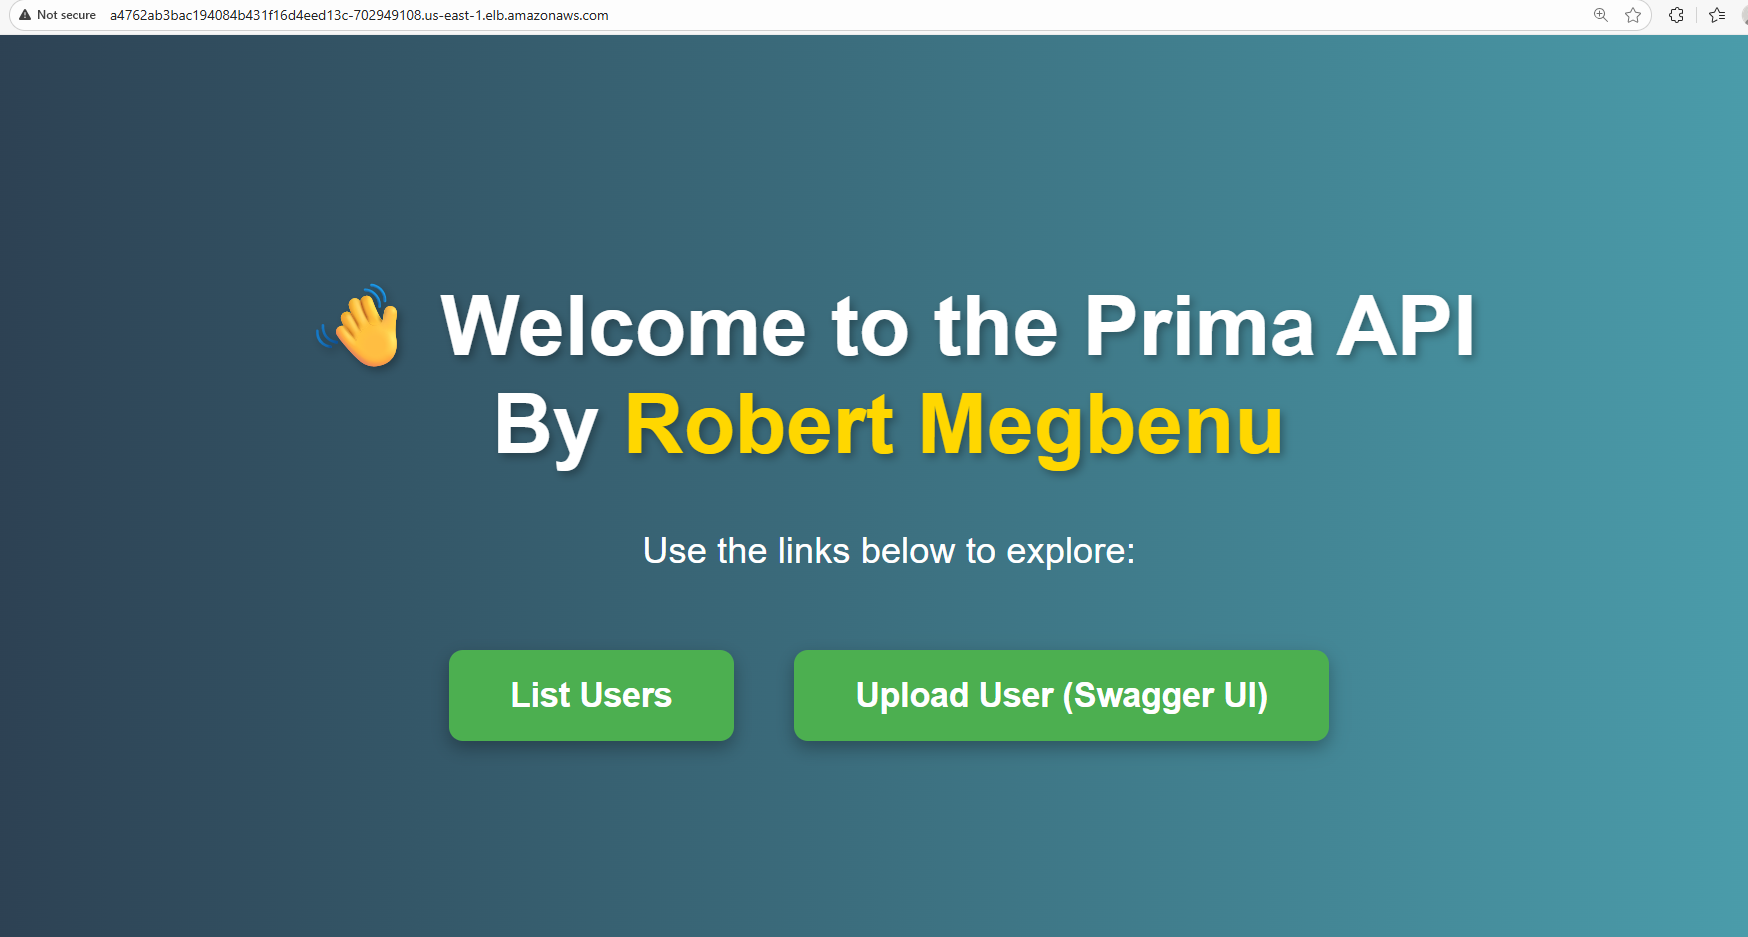 Not secure a4762ab3bac194084b431f16d4eed13c-702949108.us-east-1.elb.amazonaws.com
👋 Welcome to the Prima API
By Robert Megbenu
Use the links below to explore:
List Users
Upload User (Swagger UI)